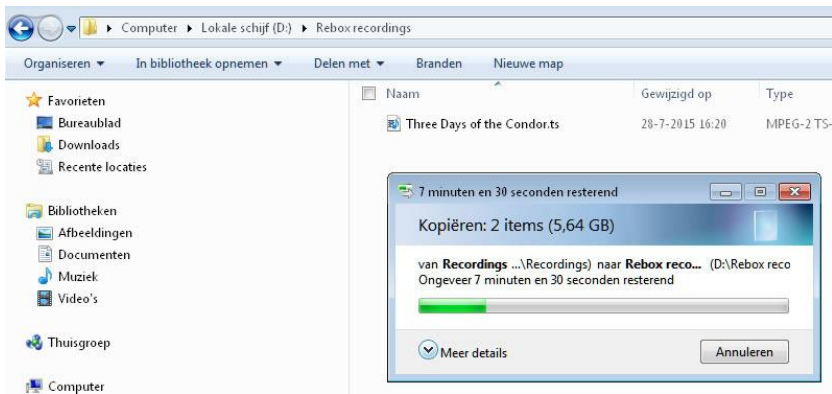 Computer Lokale schijf (D:) Rebox recordings
Organiseren In bibliotheek opnemen Delen met Branden Nieuwe map
Favorieten
Bureaublad
Downloads
Recente locaties
Bibliotheken
Afbeeldingen
Documenten
Muziek
Video's
Thuisgroep
Computer
Naam Gewijzigd op Type
Three Days of the Condor.ts 28-7-2015 16:20 MPEG-2 TS-
7 minuten en 30 seconden resterend
Kopiëren: 2 items (5,64 GB)
van Recordings ...\Recordings) naar Rebox reco... (D:\Rebox reco
Ongeveer 7 minuten en 30 seconden resterend
Meer details
Annuleren